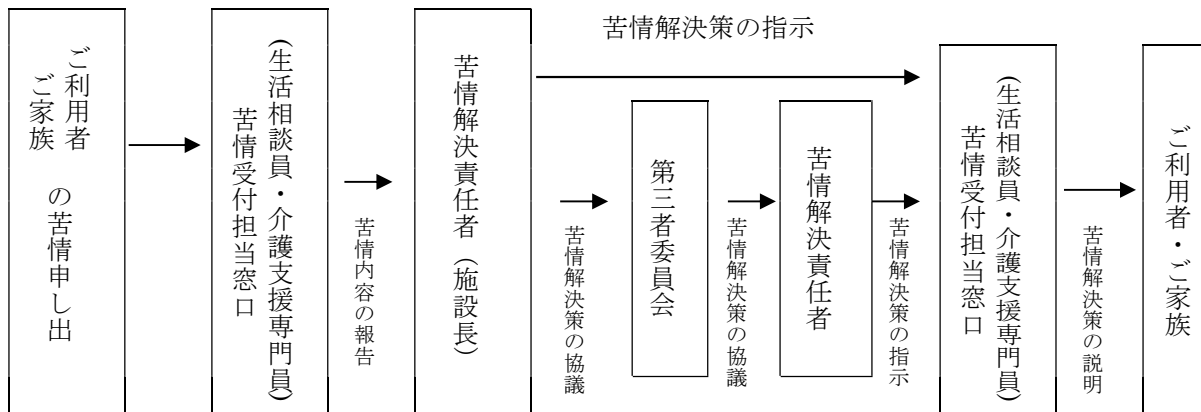 苦情解決策の指示
ご利用者
ご家族
の苦情申し出
苦情受付担当窓口
(生活相談員・介護支援専門員)
苦情内容の報告
苦情解決責任者(施設長)
苦情解決策の協議
第三者委員会
苦情解決策の協議
苦情解決責任者
苦情解決策の指示
(生活相談員・介護支援専門員)
苦情受付担当窓口
苦情解決策の説明
ご利用者・ご家族